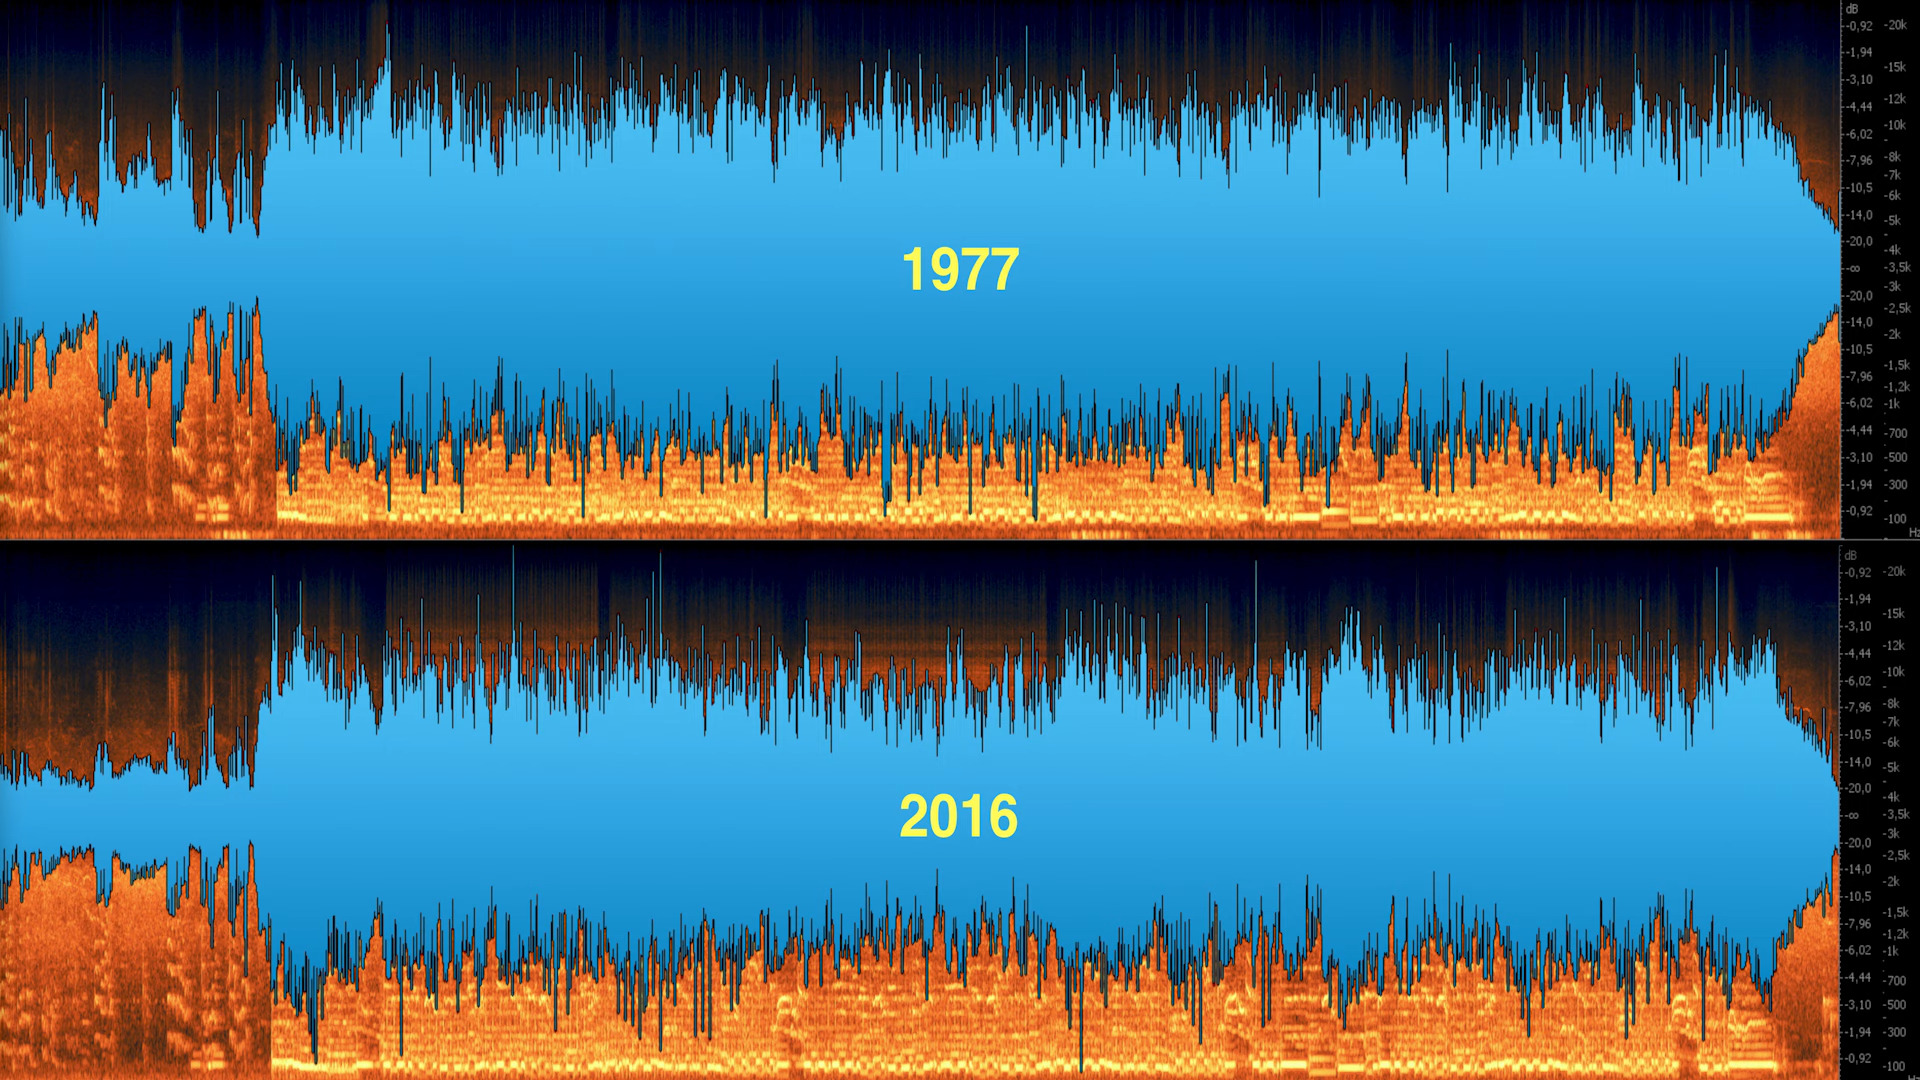 dB
-0,92
-20k
-1,94
-15k
-3,10
-12k
-4,44
-10k
-6,02
-8k
-7,96
-7k
-10,5
-6k
-14,0
-5k
-20,0
-4k
1977
-∞
-3,5k
-3k
-20,0
-2,5k
-14,0
-2k
-10,5
-1,5k
-7,96
-1,2k
-6,02
-1k
-4,44
-700
-3,10
-500
-1,94
-300
-0,92
-100
Hz
dB
-0,92
-20k
-1,94
-15k
-3,10
-12k
-4,44
-10k
-6,02
-8k
-7,96
-7k
-10,5
-6k
-14,0
-5k
-20,0
-4k
2016
-∞
-3,5k
-3k
-20,0
-2,5k
-14,0
-2k
-10,5
-1,5k
-7,96
-1,2k
-6,02
-1k
-4,44
-700
-3,10
-500
-1,94
-300
-0,92
-100